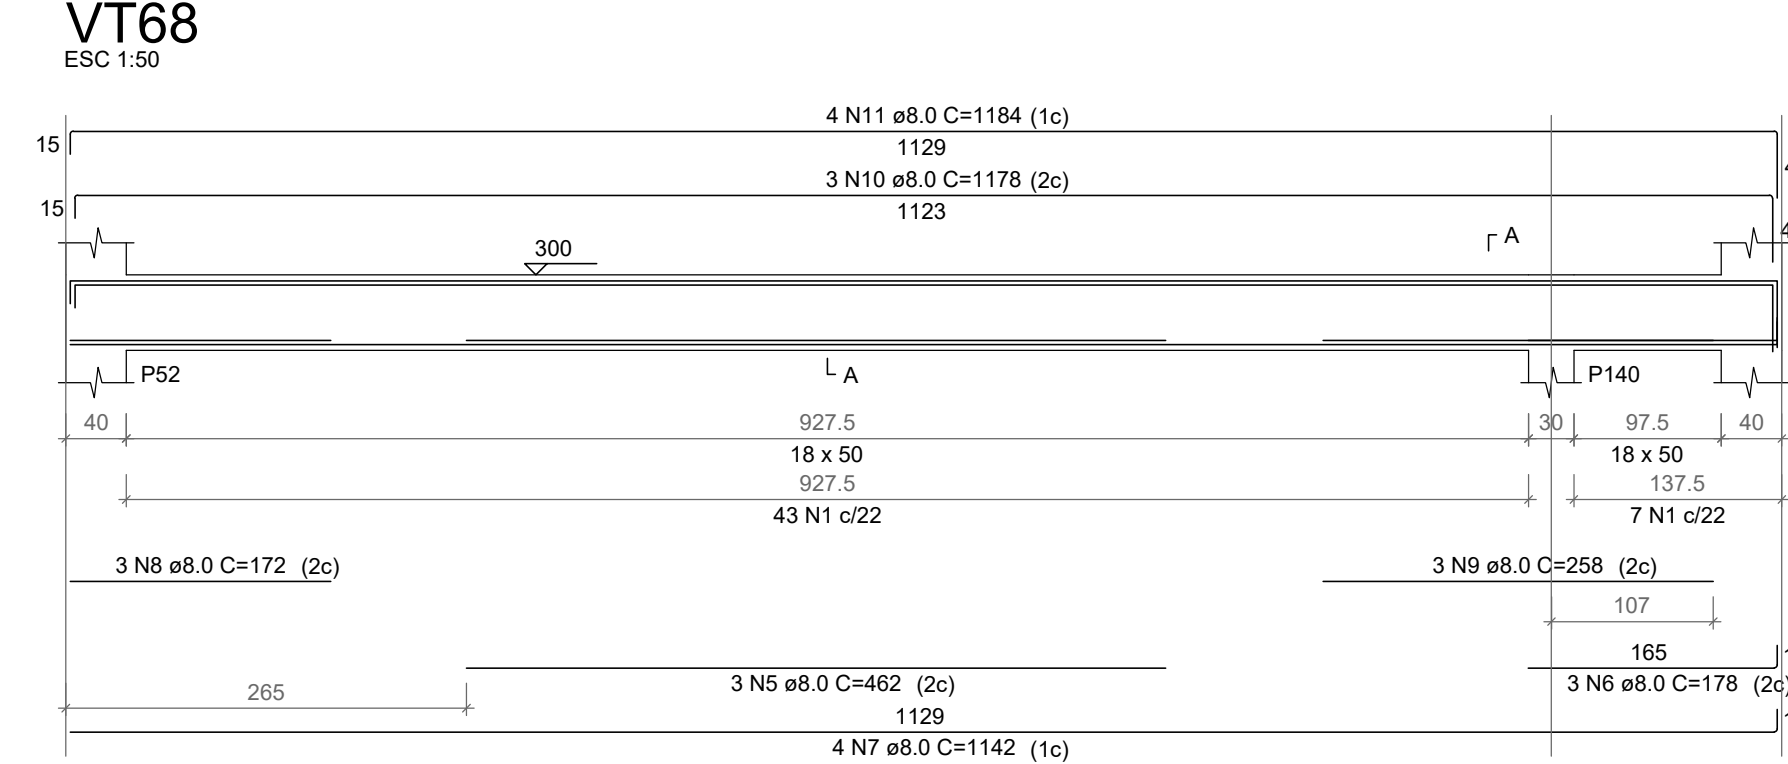 VT68
ESC 1:50
4 N11 ø8.0 C=1184 (1c)
15
1129
3 N10 ø8.0 C=1178 (2c)
15
1123
A
300
P52
A
P140
40
927.5
30
97.5
40
18 x 50
18 x 50
927.5
137.5
43 N1 c/22
7 N1 c/22
3 N8 ø8.0 C=172 (2c)
3 N9 ø8.0 C=258 (2c)
107
165
3 N5 ø8.0 C=462 (2c)
3 N6 ø8.0 C=178 (2c)
265
1129
4 N7 ø8.0 C=1142 (1c)